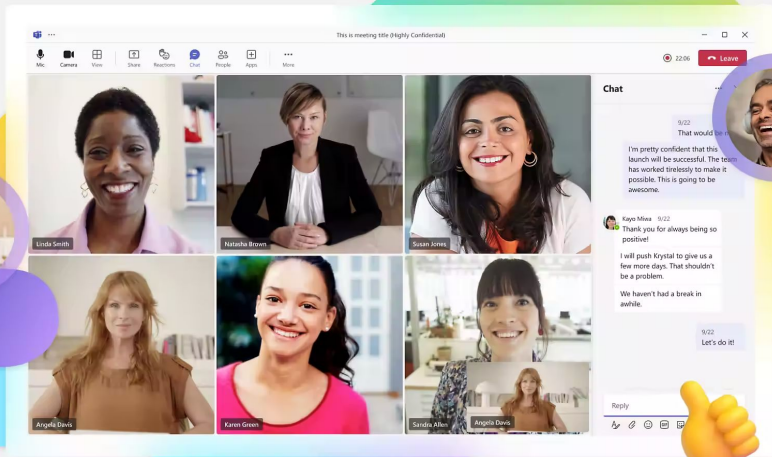 This is meeting title (Highly Confidential)
Mic
Camera
View
Share
Reactions
Chat
People
Apps
More
22:06
Leave
Linda Smith
Natasha Brown
Susan Jones
Angela Davis
Karen Green
Sandra Allen
Angela Davis
Chat
9/22
That would be
I'm pretty confident that this
launch will be successful. The team
has worked tirelessly to make it
possible. This is going to be
awesome.
Kayo Miwa 9/22
Thank you for always being so
positive!
I will push Krystal to give us a
few more days. That shouldn't
be a problem.
We haven't had a break in
awhile.
9/22
Let's do it!
Reply